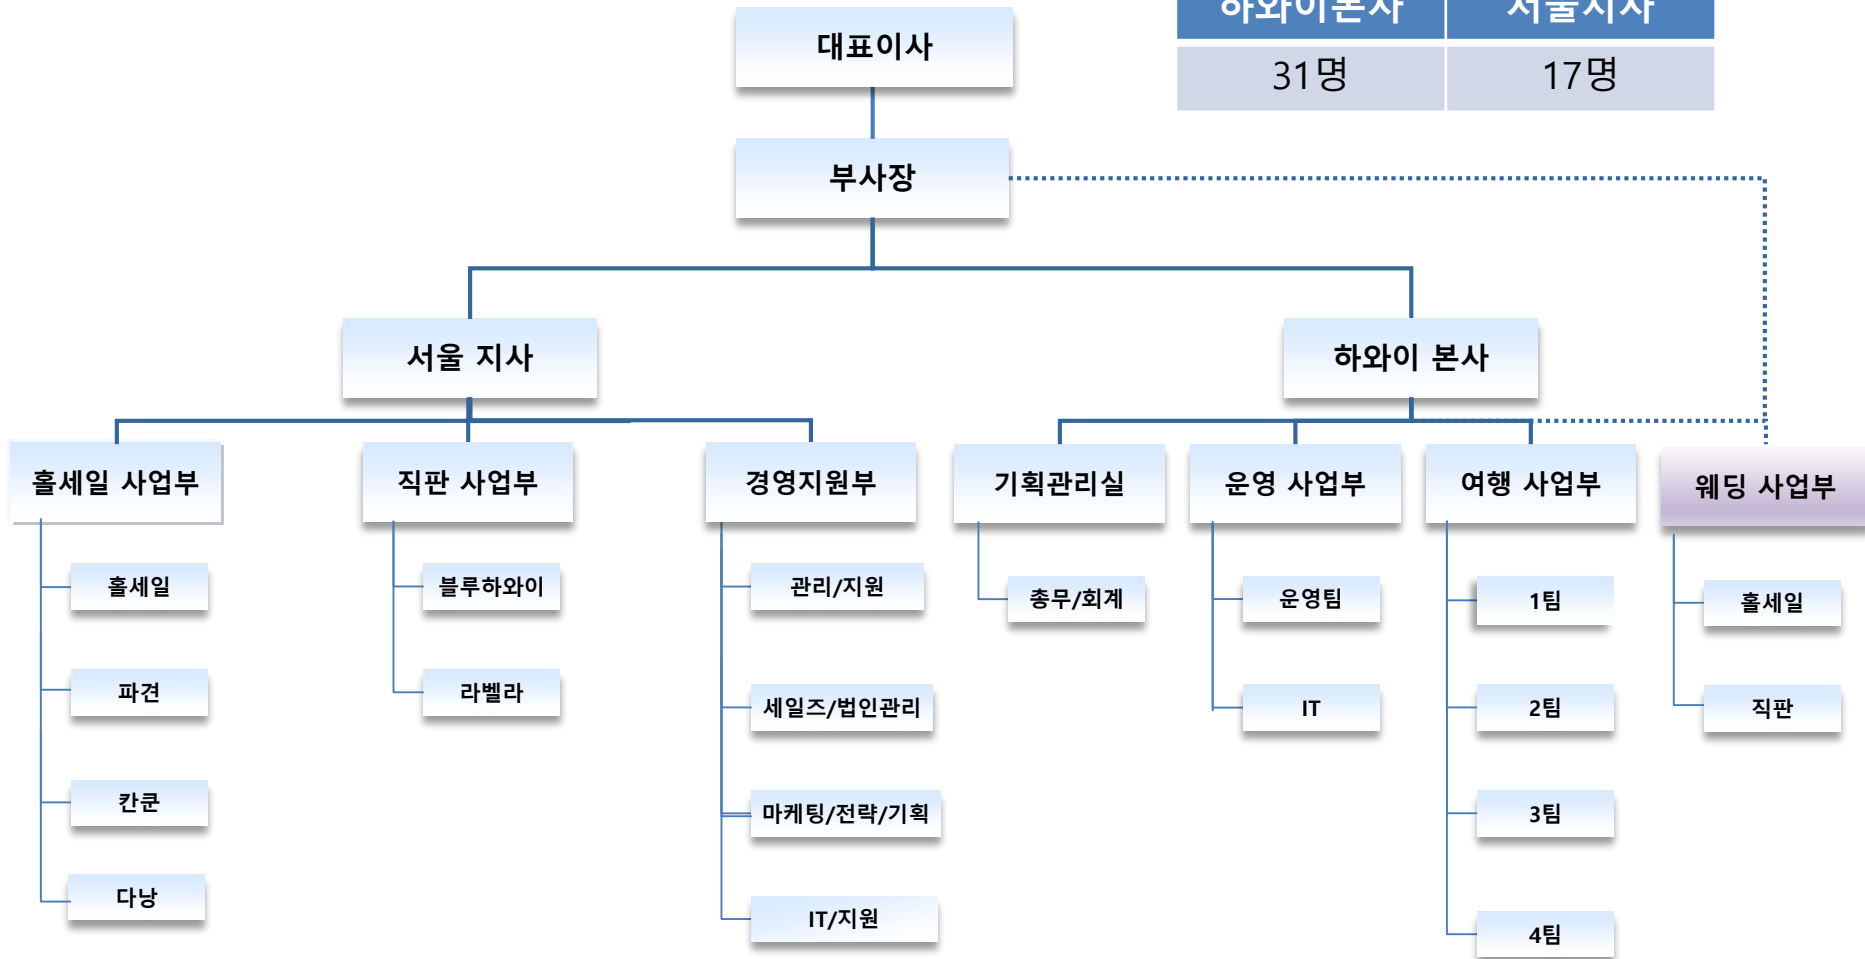 하와이본사 서울지사
31명 17명
대표이사
부사장
서울 지사
하와이 본사
홀세일 사업부
직판 사업부
경영지원부
기획관리실
운영 사업부
여행 사업부
웨딩 사업부
홀세일
파견
칸쿤
다낭
블루하와이
라벨라
관리/지원
세일즈/법인관리
마케팅/전략/기획
IT/지원
총무/회계
운영팀
IT
1팀
2팀
3팀
4팀
홀세일
직판